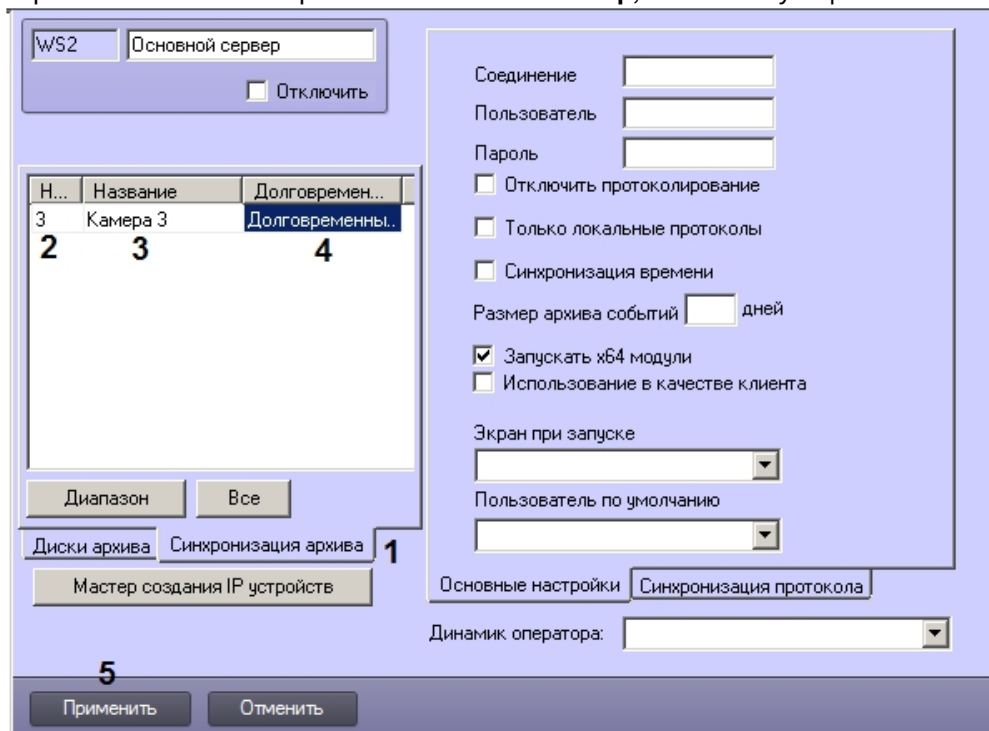 WS2
Основной сервер
Отключить
Н... Название Долговремен...
3 Камера 3 Долговременны..
2 3 4
Диапазон Все
Диски архива Синхронизация архива 1
Мастер создания IP устройств
Соединение
Пользователь
Пароль
Отключить протоколирование
Только локальные протоколы
Синхронизация времени
Размер архива событий дней
Запускать x64 модули
Использование в качестве клиента
Экран при запуске
Пользователь по умолчанию
Основные настройки Синхронизация протокола
Динамик оператора:
5
Применить Отменить